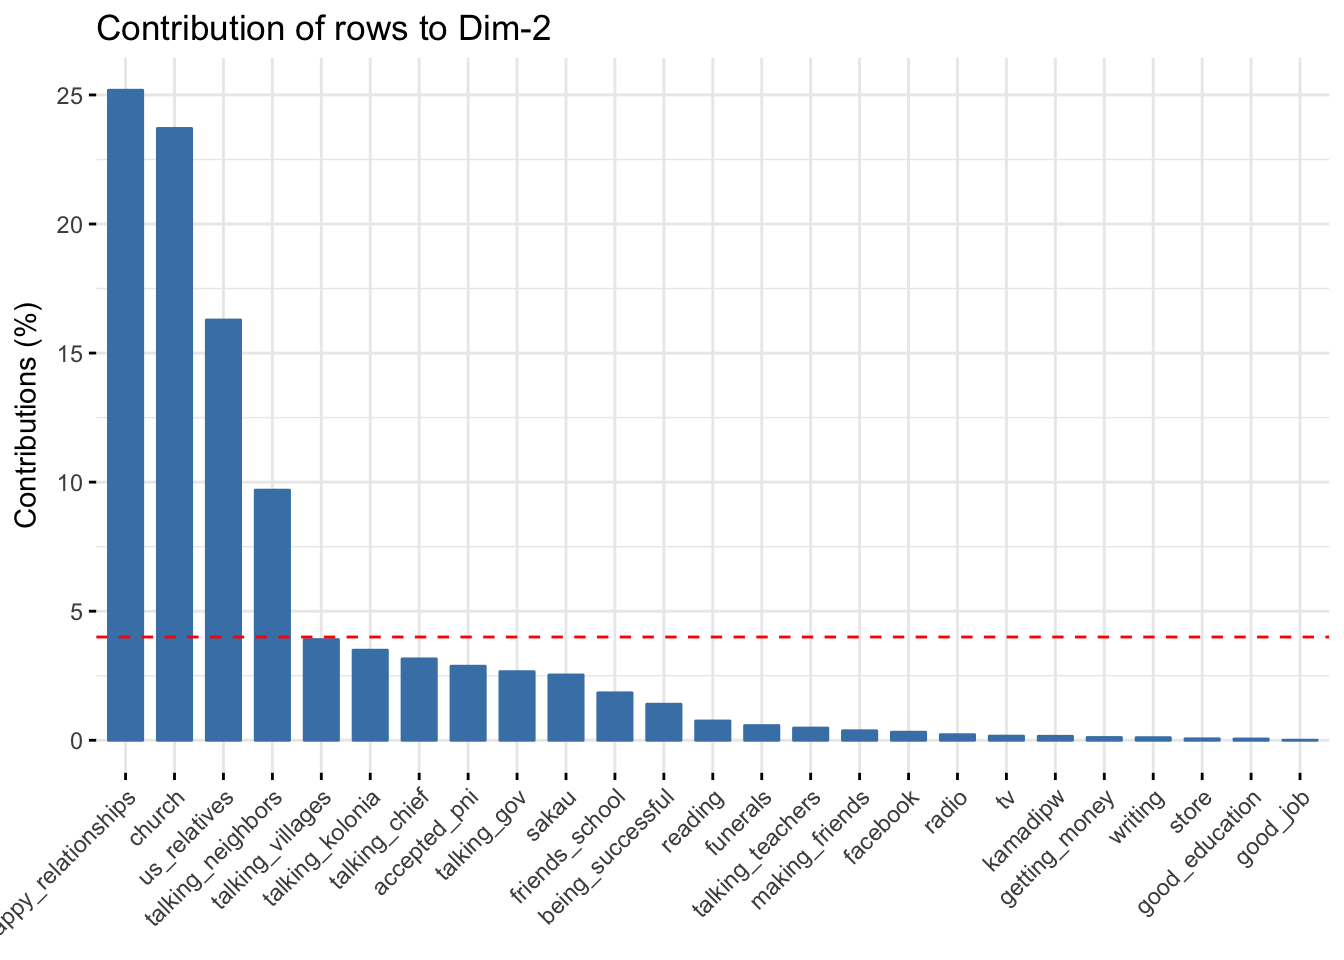 Contribution of rows to Dim-2
Contributions (%)
25
20
15
10
5
0
appy_relationships
church
us_relatives
talking_neighbors
talking_villages
talking_kolonia
talking_chief
accepted_pni
talking_gov
sakau
friends_school
being_successful
reading
funerals
talking_teachers
making_friends
facebook
radio
tv
kamadipw
getting_money
writing
store
good_education
good_job